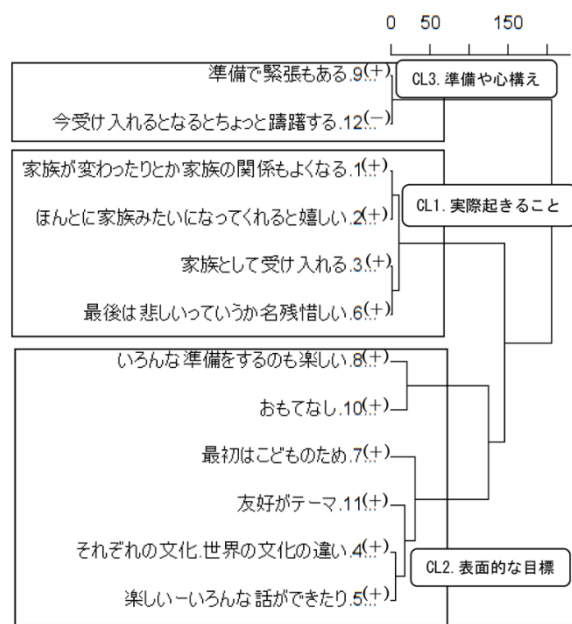 0 50 150
準備で緊張もある.9(+)
CL3. 準備や心構え
今受け入れるとなるとちょっと躊躇する.12(−)
家族が変わったりとか家族の関係もよくなる.1(+)
CL1. 実際起きること
ほんとに家族みたいになってくれると嬉しい.2(+)
家族として受け入れる.3(+)
最後は悲しいっていうか名残惜しい.6(+)
いろんな準備をするのも楽しい.8(+)
おもてなし.10(+)
最初はこどものため.7(+)
友好がテーマ.11(+)
それぞれの文化.世界の文化の違い.4(+)
CL2. 表面的な目標
楽しいーいろんな話ができたり.5(+)